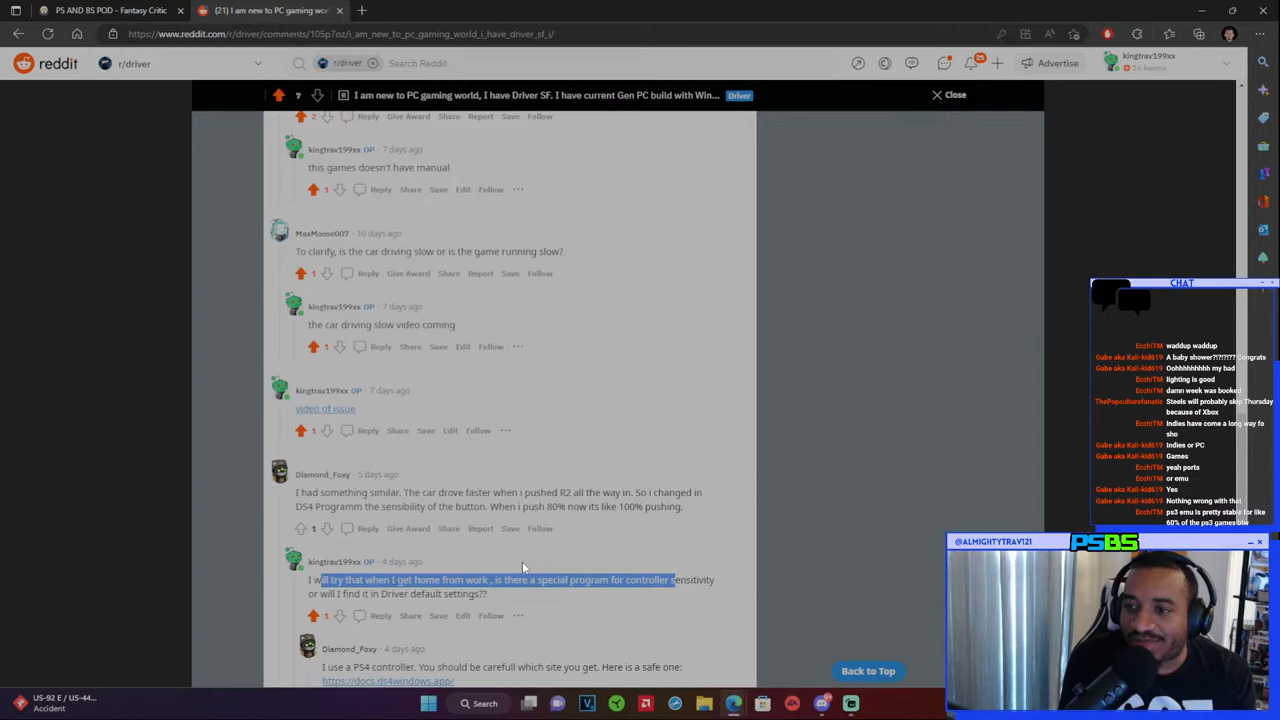 PS AND BS POD - Fantasy Critic
(21) I am new to PC gaming wor
https://www.reddit.com/r/driver/comments/105p7oz/i_am_new_to_pc_gaming_world_i_have_driver_sf_i/
reddit
r/driver
r/driver
Search Reddit
21
Advertise
kingtrav199xx
16 karma
7
I am new to PC gaming world, I have Driver SF. I have current Gen PC build with Win...
Driver
Close
2 Reply Give Award Share Report Save Follow
kingtrav199xx OP · 7 days ago
this games doesn't have manual
1 Reply Share Save Edit Follow ···
MaxMoose007 · 10 days ago
To clarify, is the car driving slow or is the game running slow?
1 Reply Give Award Share Report Save Follow
kingtrav199xx OP · 7 days ago
the car driving slow video coming
1 Reply Share Save Edit Follow ···
kingtrav199xx OP · 7 days ago
video of issue
1 Reply Share Save Edit Follow ···
Diamond_Foxy · 5 days ago
I had something similar. The car drove faster when i pushed R2 all the way in. So i changed in
DS4 Programm the sensibility of the button. When i push 80% now its like 100% pushing.
1 Reply Give Award Share Report Save Follow
kingtrav199xx OP · 4 days ago
I will try that when I get home from work , is there a special program for controller sensitivity
or will I find it in Driver default settings??
1 Reply Share Save Edit Follow ···
Diamond_Foxy · 4 days ago
I use a PS4 controller. You should be carefull which site you get. Here is a safe one:
https://docs.ds4windows.app/
Back to Top
CHAT
EcchiTM waddup waddup
Gabe aka Kali-kid619 A baby shower?!?!?!?? Congrats
Gabe aka Kali-kid619 Oohhhhhhhh my bad
EcchiTM lighting is good
EcchiTM damn week was booked
ThePopculturefanatic Steels will probably skip Thursday
because of Xbox
EcchiTM Indies have come a long way fo
sho
Gabe aka Kali-kid619 Indies or PC
Gabe aka Kali-kid619 Games
EcchiTM yeah ports
EcchiTM or emu
Gabe aka Kali-kid619 Yes
Gabe aka Kali-kid619 Nothing wrong with that
EcchiTM ps3 emu is pretty stable for like
60% of the ps3 games btw
@ALMIGHTYTRAV121
PSBS
US-92 E / US-44...
Accident
Search